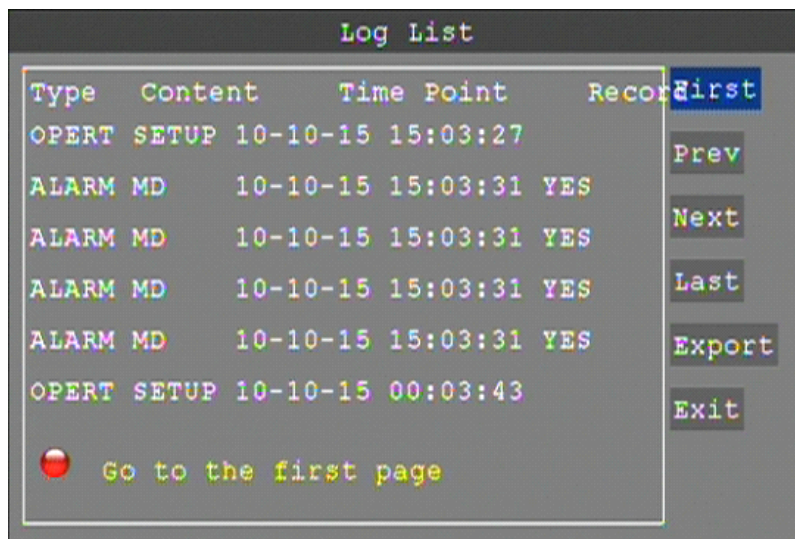 Log List
Type Content Time Point Record
OPERT SETUP 10-10-15 15:03:27
ALARM MD 10-10-15 15:03:31 YES
ALARM MD 10-10-15 15:03:31 YES
ALARM MD 10-10-15 15:03:31 YES
ALARM MD 10-10-15 15:03:31 YES
OPERT SETUP 10-10-15 00:03:43
Go to the first page
First
Prev
Next
Last
Export
Exit